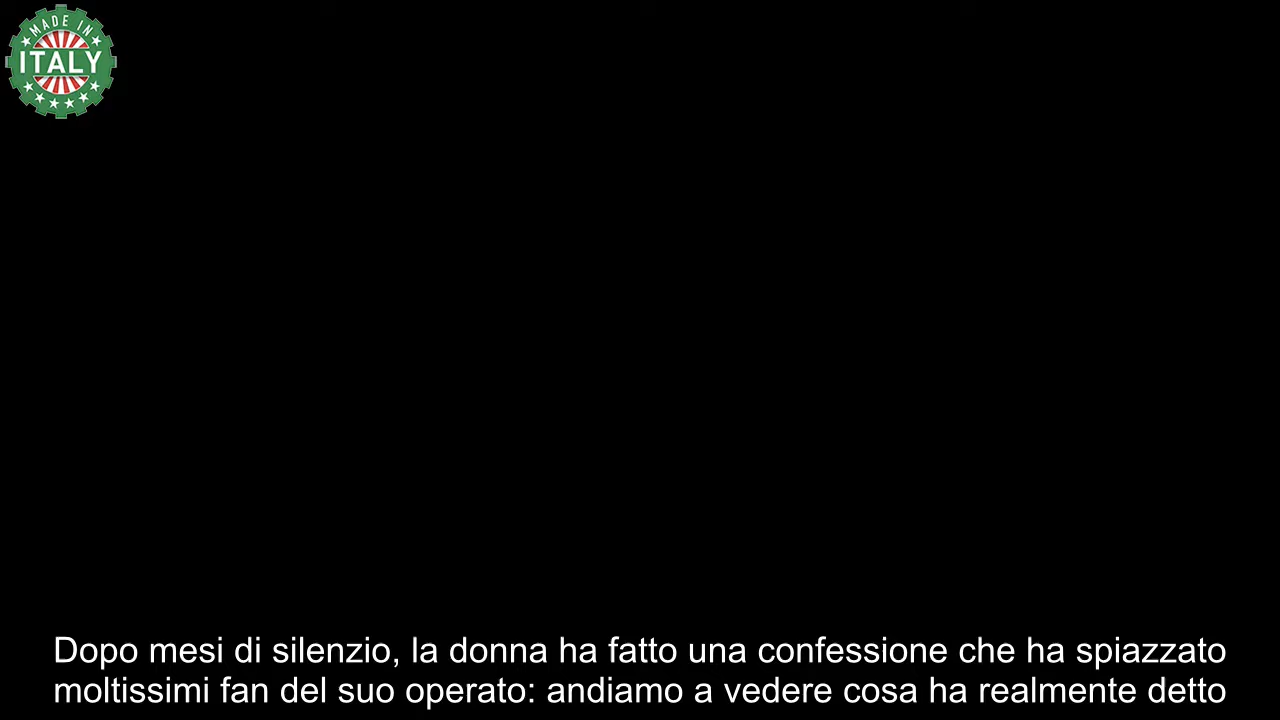 MADE IN
ITALY
Dopo mesi di silenzio, la donna ha fatto una confessione che ha spiazzato
moltissimi fan del suo operato: andiamo a vedere cosa ha realmente detto